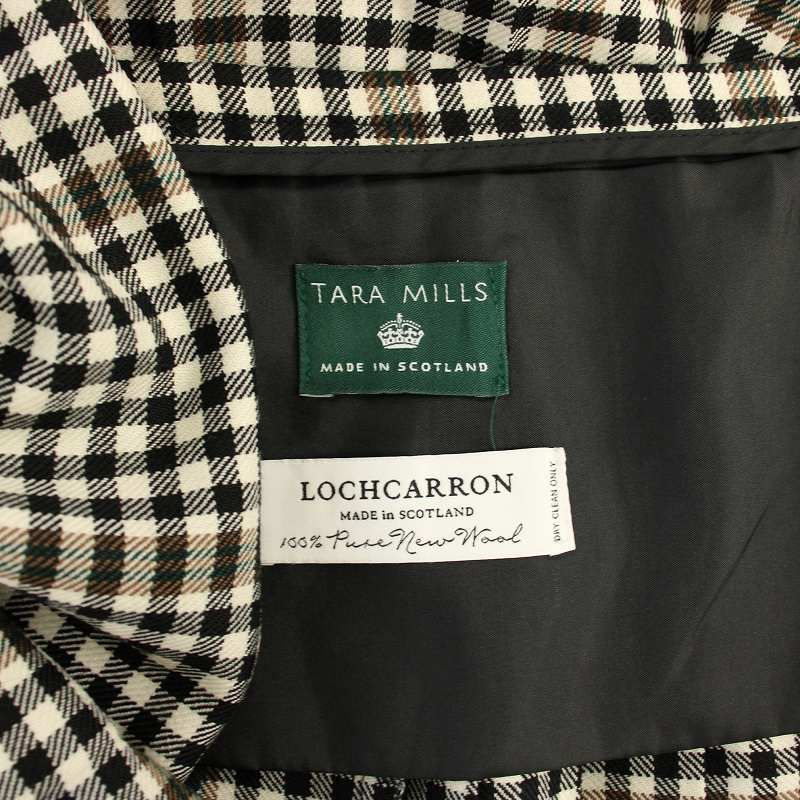 TARA MILLS
MADE IN SCOTLAND
LOCHCARRON
MADE in SCOTLAND
100% Pure New Wool
DRY CLEAN ONLY